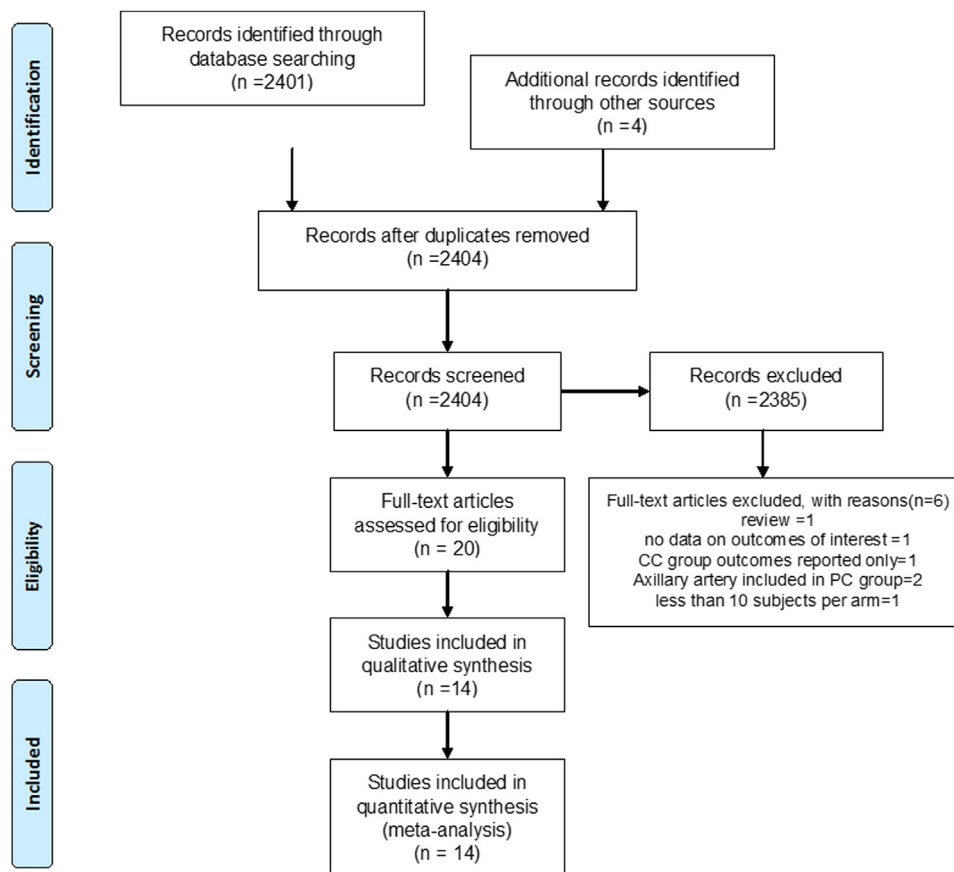 Identification
Records identified through
database searching
(n =2401)
Additional records identified
through other sources
(n =4)
Records after duplicates removed
(n =2404)
Screening
Records screened
(n =2404)
Records excluded
(n =2385)
Eligibility
Full-text articles
assessed for eligibility
(n = 20)
Full-text articles excluded, with reasons(n=6)
review =1
no data on outcomes of interest =1
CC group outcomes reported only=1
Axillary artery included in PC group=2
less than 10 subjects per arm=1
Studies included in
qualitative synthesis
(n =14)
Included
Studies included in
quantitative synthesis
(meta-analysis)
(n = 14)